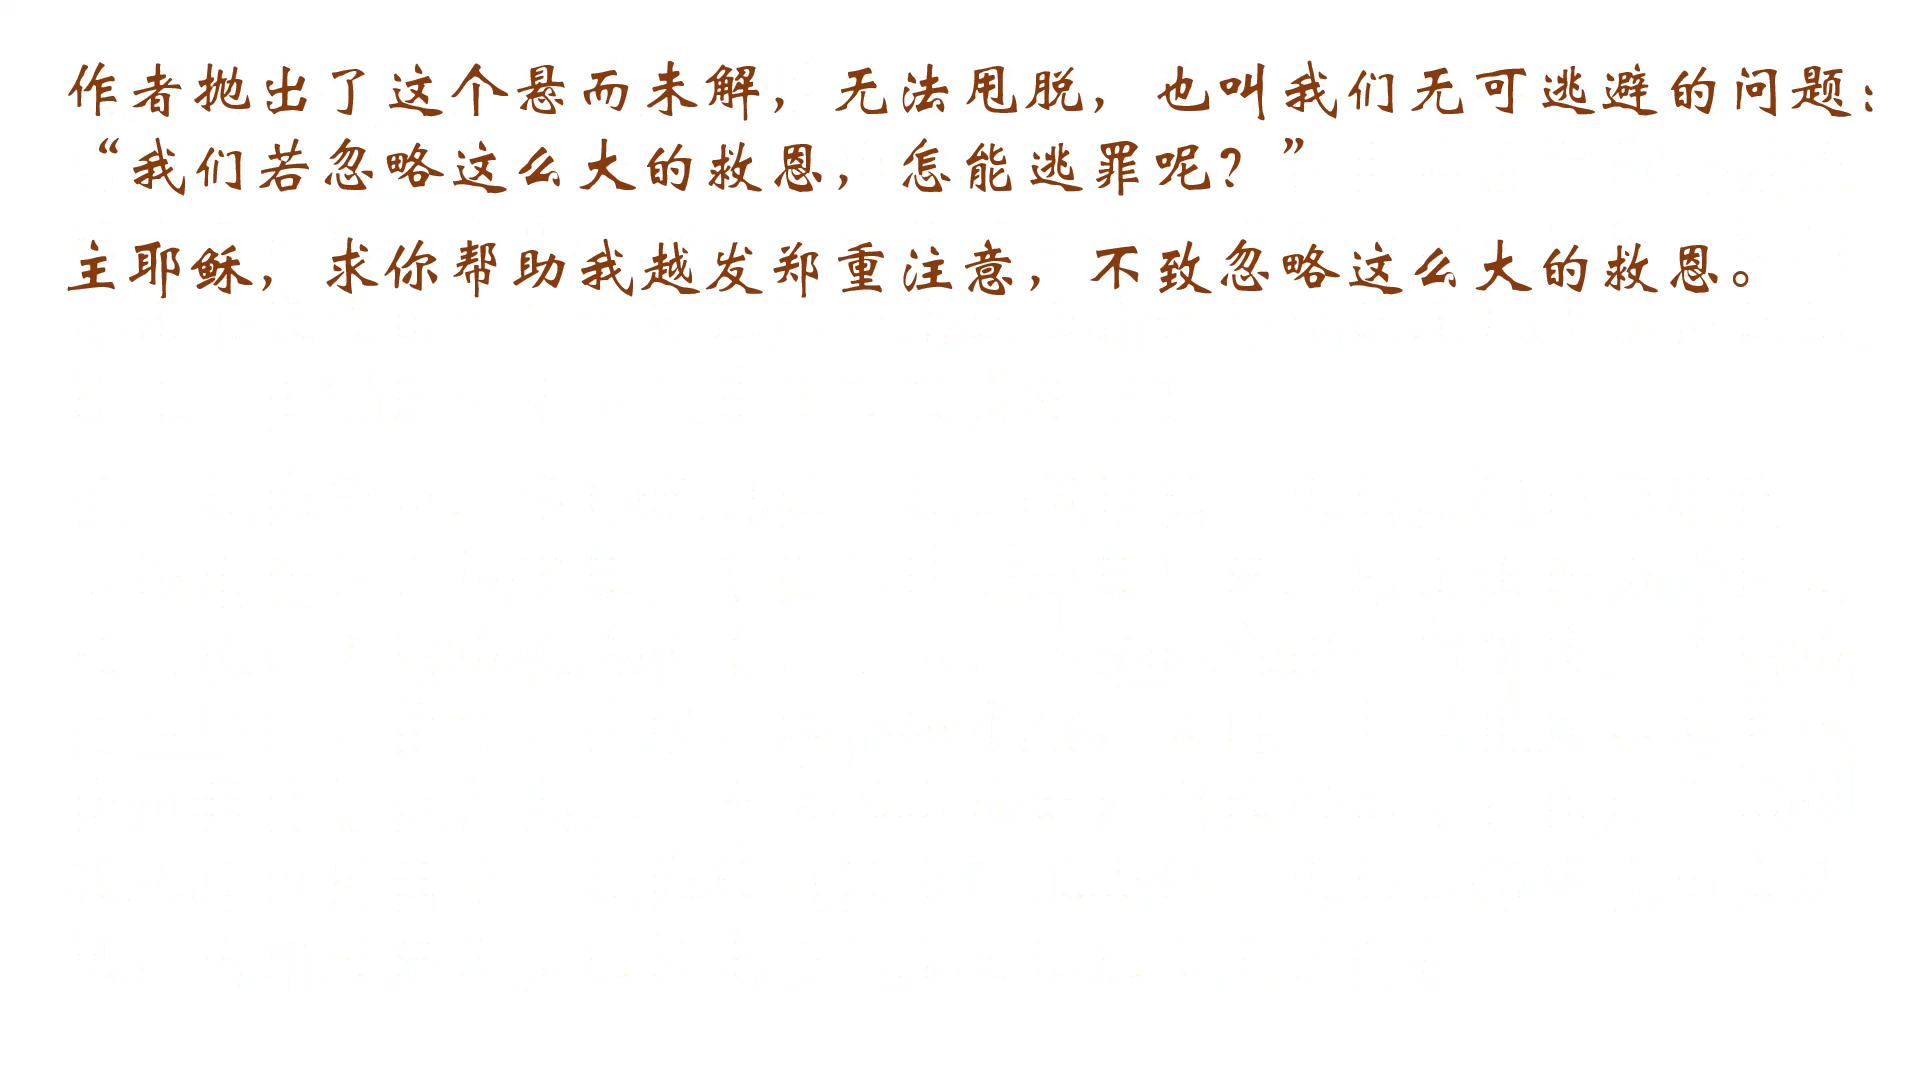 作者抛出了这个悬而未解，无法甩脱，也叫我们无可逃避的问题：
“我们若忽略这么大的救恩，怎能逃罪呢？”
主耶稣，求你帮助我越发郑重注意，不致忽略这么大的救恩。